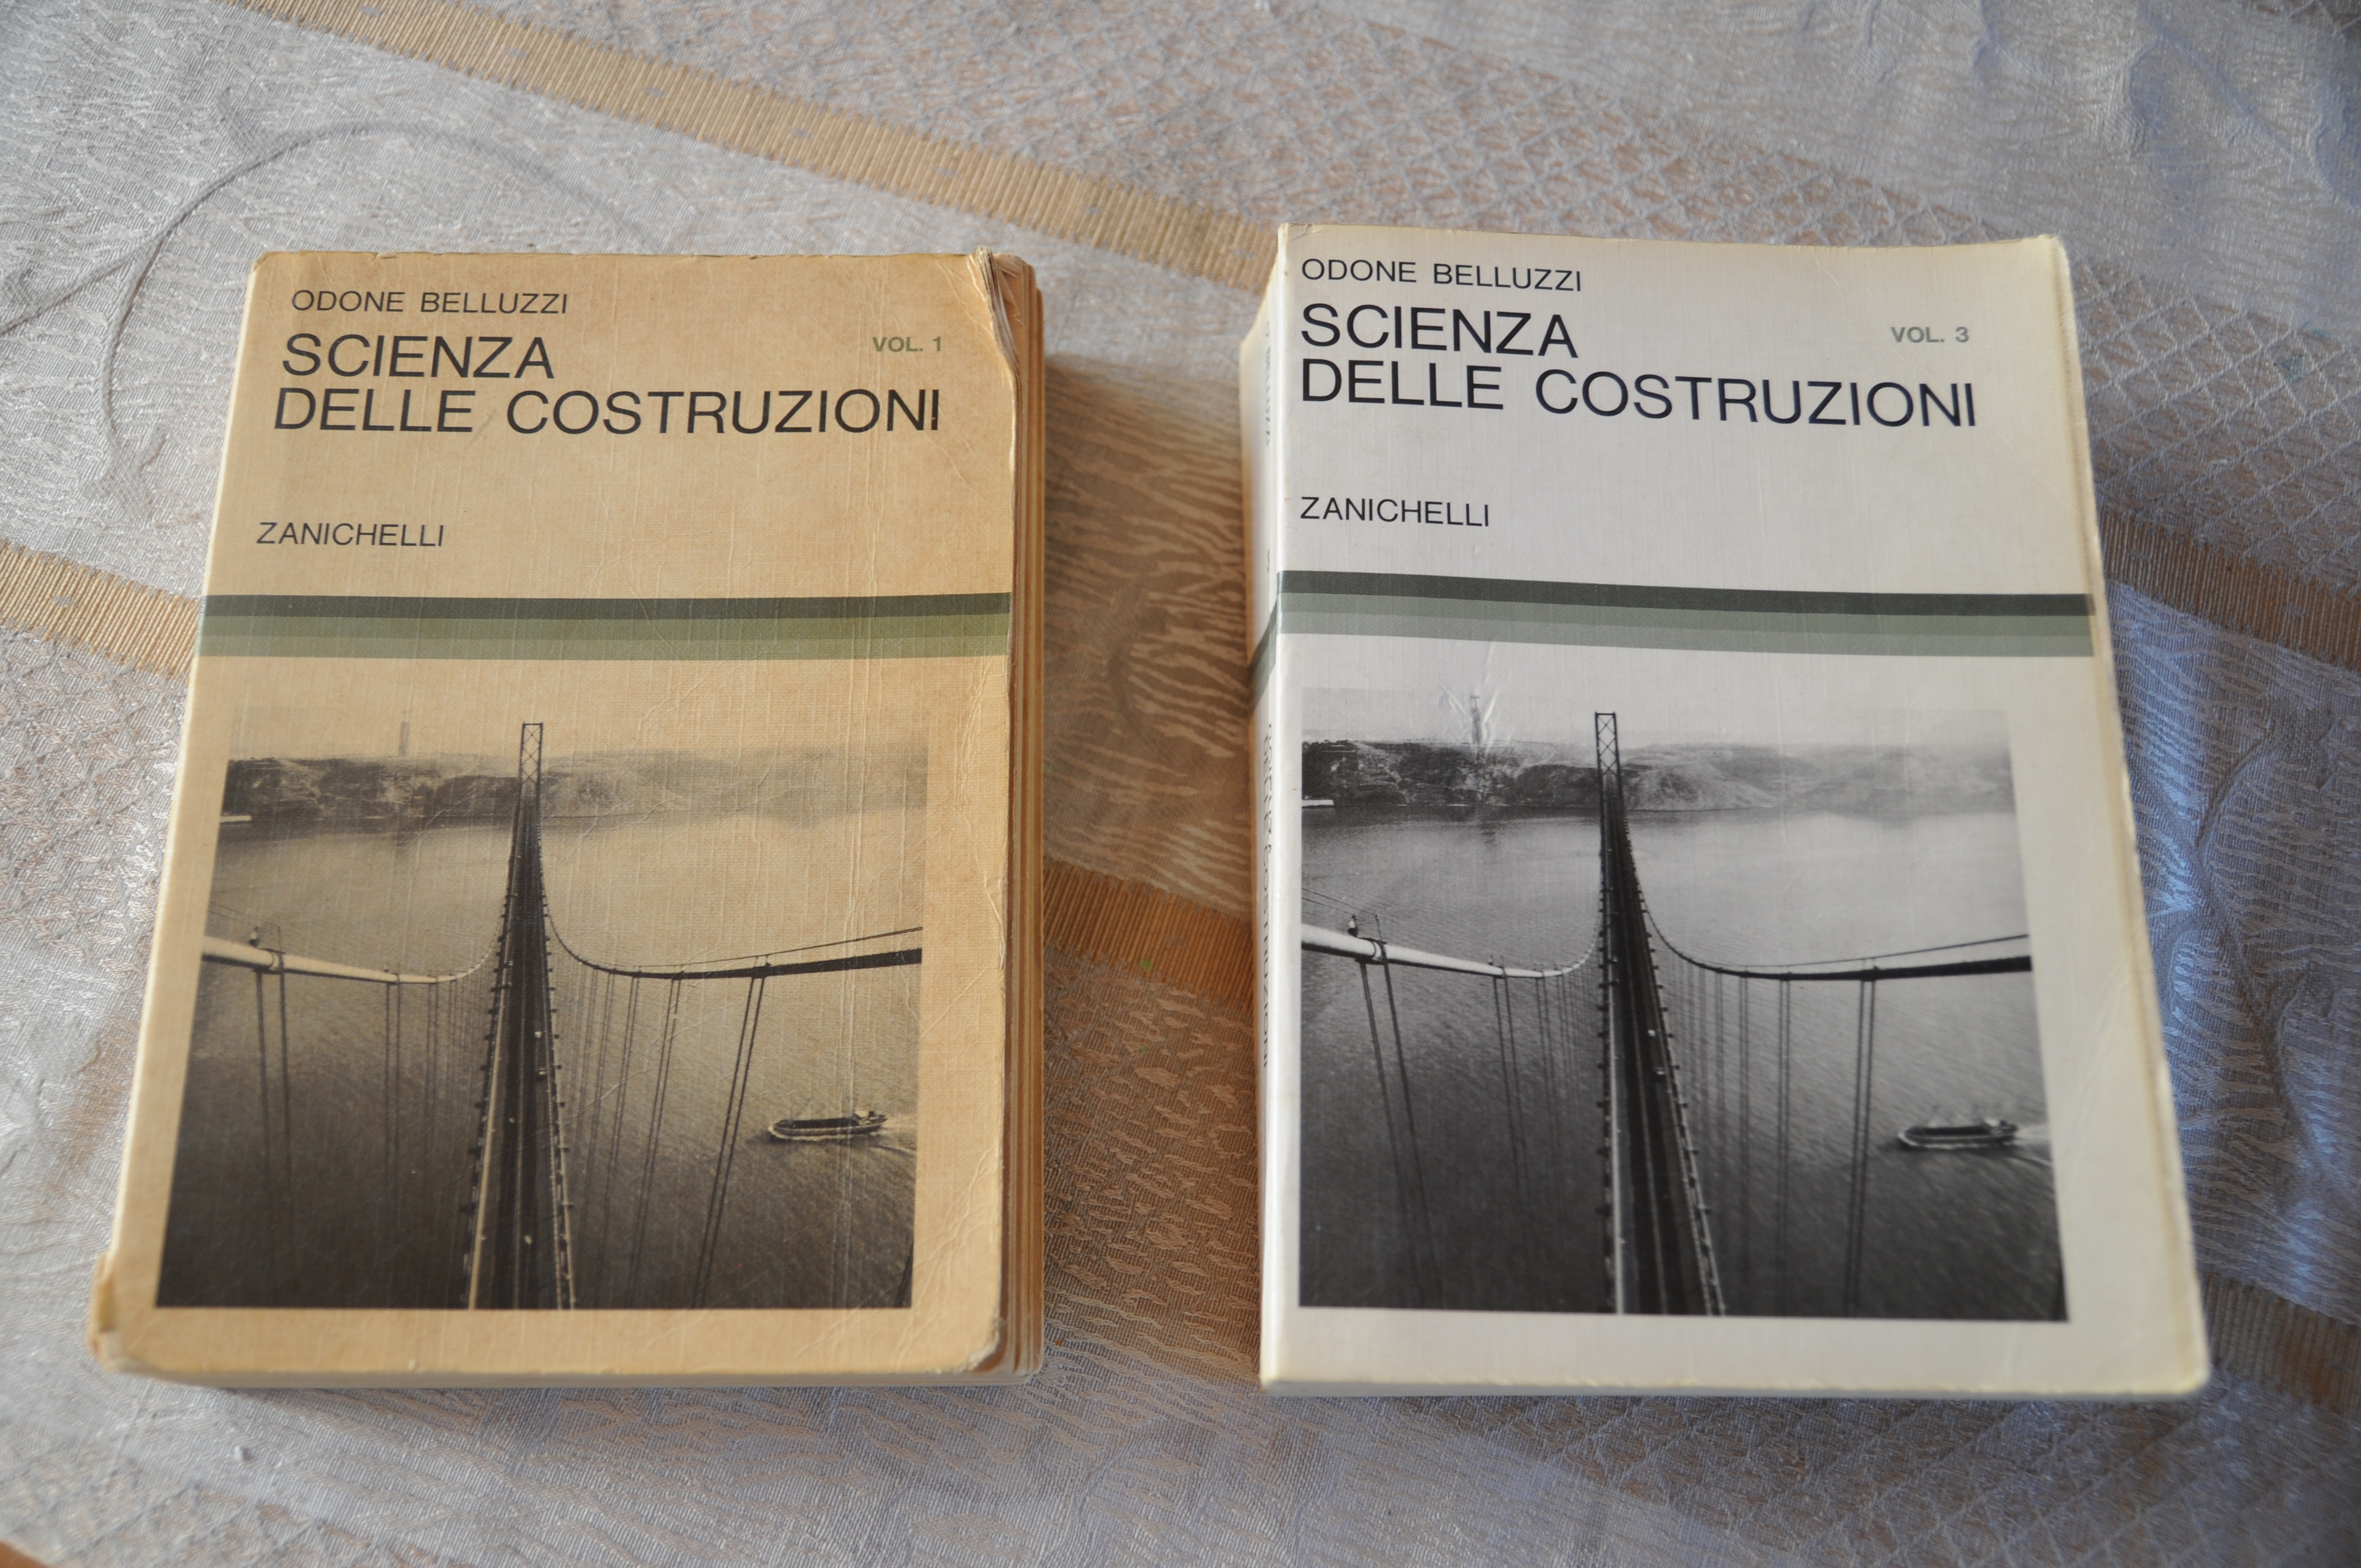 ODONE BELLUZZI
SCIENZA
VOL. 1
DELLE COSTRUZIONI
ZANICHELLI
ODONE BELLUZZI
SCIENZA
VOL. 3
DELLE COSTRUZIONI
ZANICHELLI